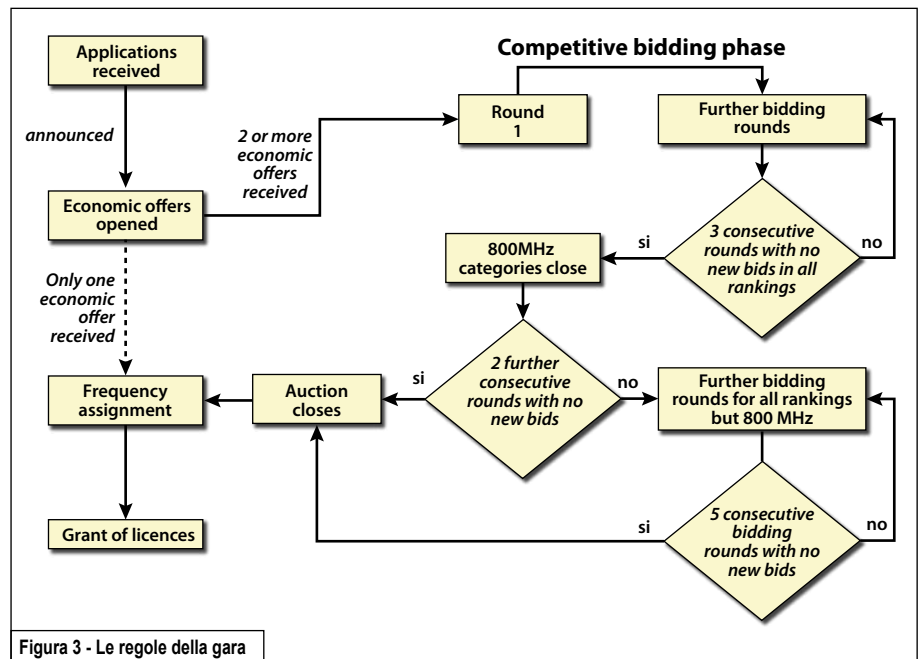 Applications
received
announced
Economic offers
opened
2 or more
economic
offers
received
Only one
economic
offer
received
Frequency
assignment
Grant of licences
Competitive bidding phase
Round
1
Further bidding
rounds
3 consecutive
rounds with no
new bids in all
rankings
si
no
800MHz
categories close
2 further
consecutive
rounds with no
new bids
si
no
Auction
closes
Further bidding
rounds for all rankings
but 800 MHz
5 consecutive
bidding
rounds with no
new bids
si
no
Figura 3 - Le regole della gara